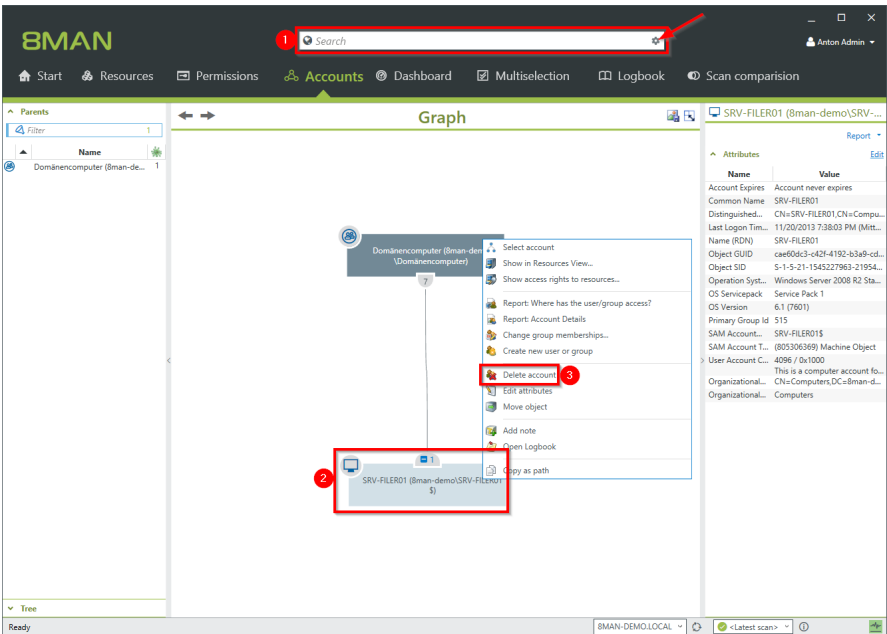 8MAN
1
Search
Anton Admin
Start
Resources
Permissions
Accounts
Dashboard
Multiselection
Logbook
Scan comparision
Parents
Filter
1
Name
Domänencomputer (8man-de...
1
Graph
Domänencomputer (8man-dem
\Domänencomputer)
7
Select account
Show in Resources View...
Show access rights to resources...
Report: Where has the user/group access?
Report: Account Details
Change group memberships...
Create new user or group
Delete account
3
Edit attributes
Move object
Add note
Open Logbook
Copy as path
2
1
SRV-FILER01 (8man-demo\SRV-FILER01
$)
SRV-FILER01 (8man-demo\SRV-...
Report
Attributes
Edit
Name Value
Account Expires Account never expires
Common Name SRV-FILER01
Distinguished... CN=SRV-FILER01,CN=Compu...
Last Logon Tim... 11/20/2013 7:38:03 PM (Mitt...
Name (RDN) SRV-FILER01
Object GUID cae60dc3-c42f-4192-b3a9-cd...
Object SID S-1-5-21-1545227963-21954...
Operation Syst... Windows Server 2008 R2 Sta...
OS Servicepack Service Pack 1
OS Version 6.1 (7601)
Primary Group Id 515
SAM Account... SRV-FILER01$
SAM Account T... (805306369) Machine Object
User Account C... 4096 / 0x1000
This is a computer account fo...
Organizational... CN=Computers,DC=8man-d...
Organizational... Computers
Tree
Ready
8MAN-DEMO.LOCAL
<Latest scan>